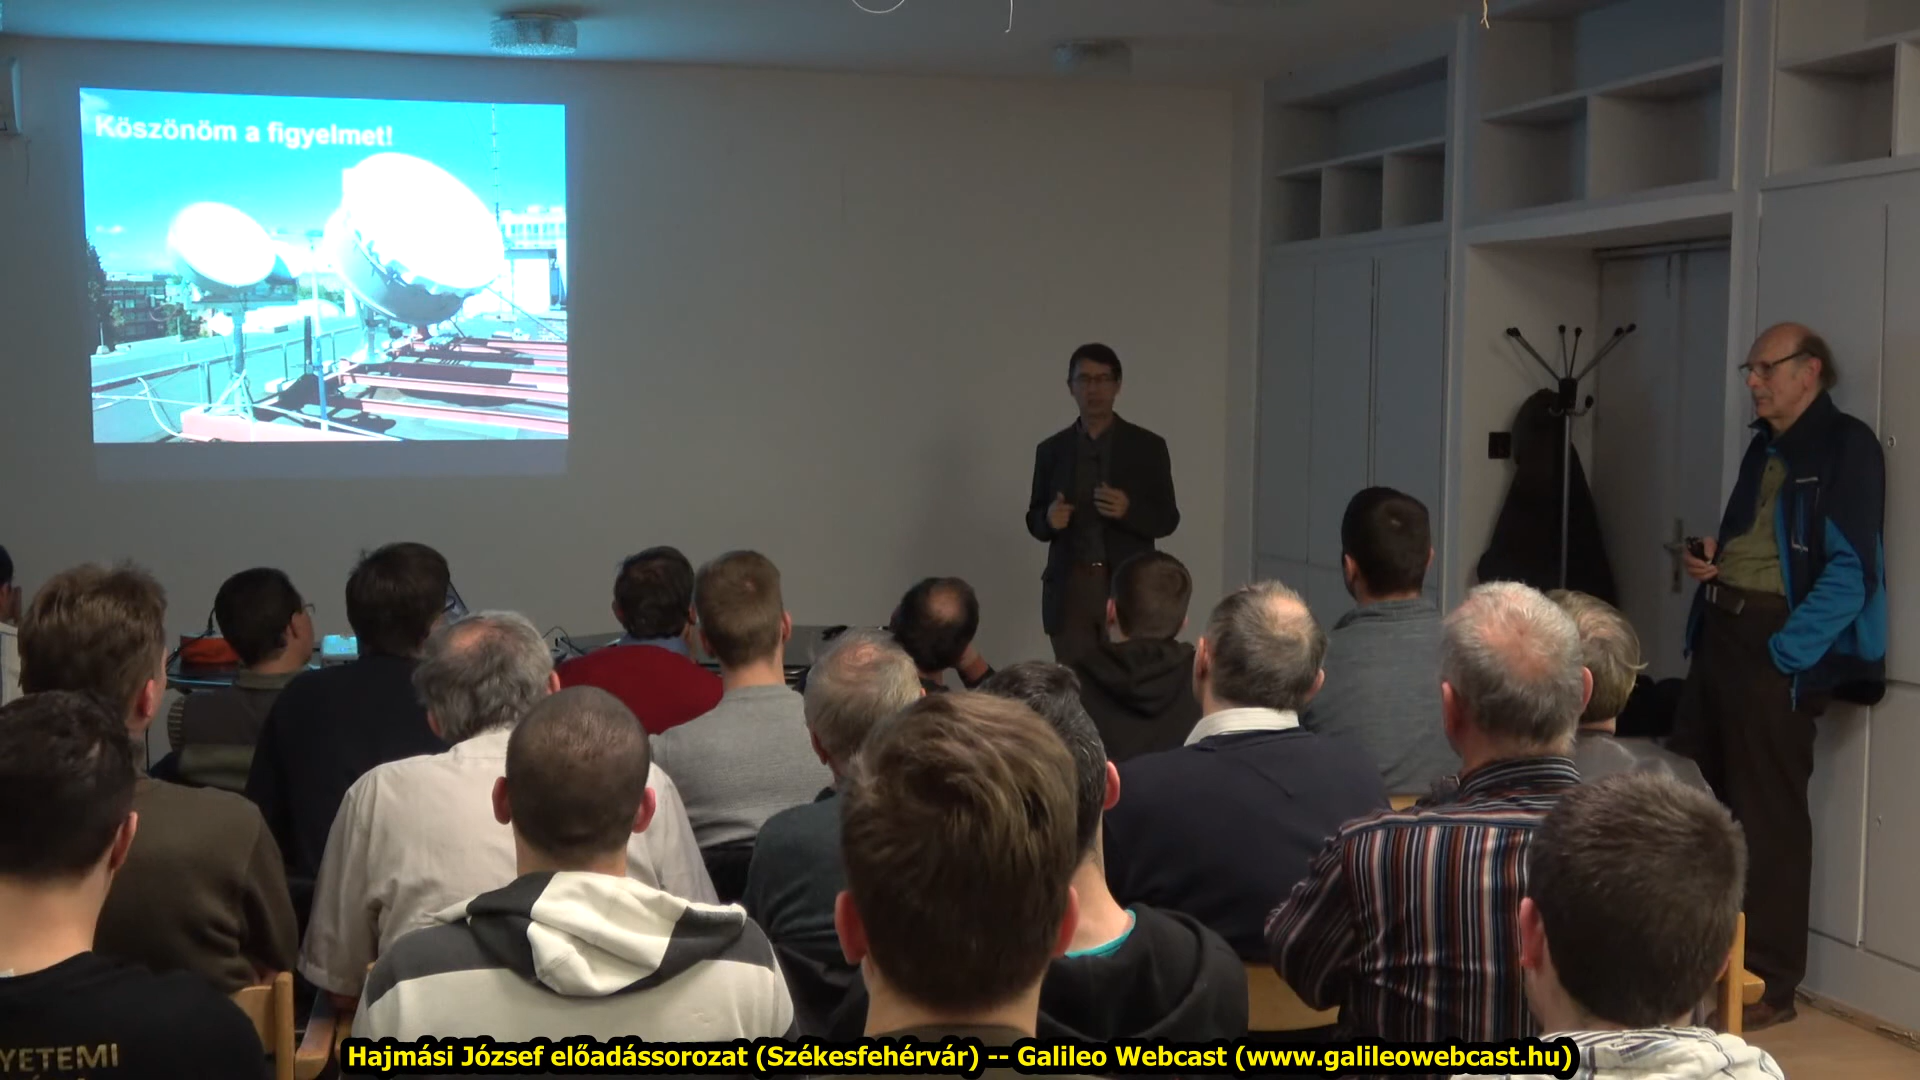 Köszönöm a figyelmet!
YETEMI
Hajmási József előadássorozat (Székesfehérvár) -- Galileo Webcast (www.galileowebcast.hu)